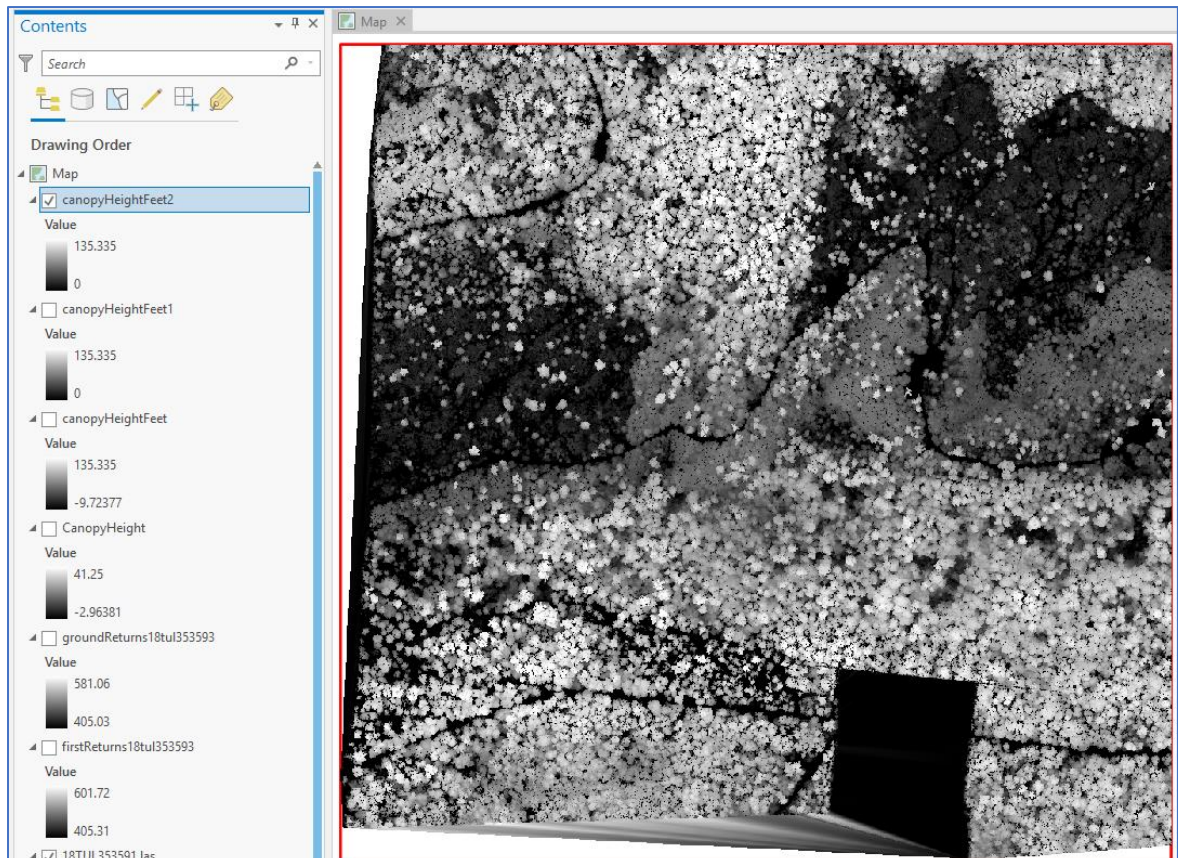 Contents
Map
Search
Drawing Order
Map
canopyHeightFeet2
Value
135.335
0
canopyHeightFeet1
Value
135.335
0
canopyHeightFeet
Value
135.335
-9.72377
CanopyHeight
Value
41.25
-2.96381
groundReturns18tul353593
Value
581.06
405.03
firstReturns18tul353593
Value
601.72
405.31
18TUL353591.las